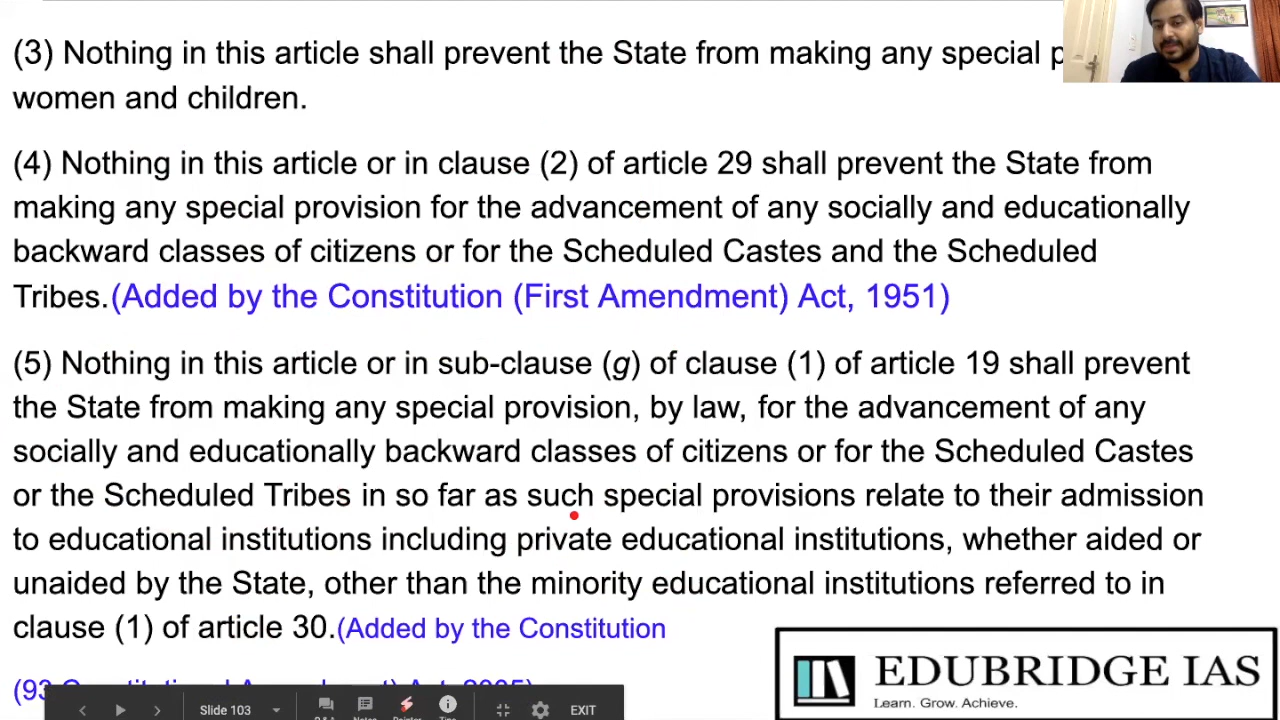 (3) Nothing in this article shall prevent the State from making any special
women and children.
(4) Nothing in this article or in clause (2) of article 29 shall prevent the State from
making any special provision for the advancement of any socially and educationally
backward classes of citizens or for the Scheduled Castes and the Scheduled
Tribes.(Added by the Constitution (First Amendment) Act, 1951)
(5) Nothing in this article or in sub-clause (g) of clause (1) of article 19 shall prevent
the State from making any special provision, by law, for the advancement of any
socially and educationally backward classes of citizens or for the Scheduled Castes
or the Scheduled Tribes in so far as such special provisions relate to their admission
to educational institutions including private educational institutions, whether aided or
unaided by the State, other than the minority educational institutions referred to in
clause (1) of article 30.(Added by the Constitution
(93
EDUBRIDGE IAS
Learn. Grow. Achieve.
Slide 103
EXIT